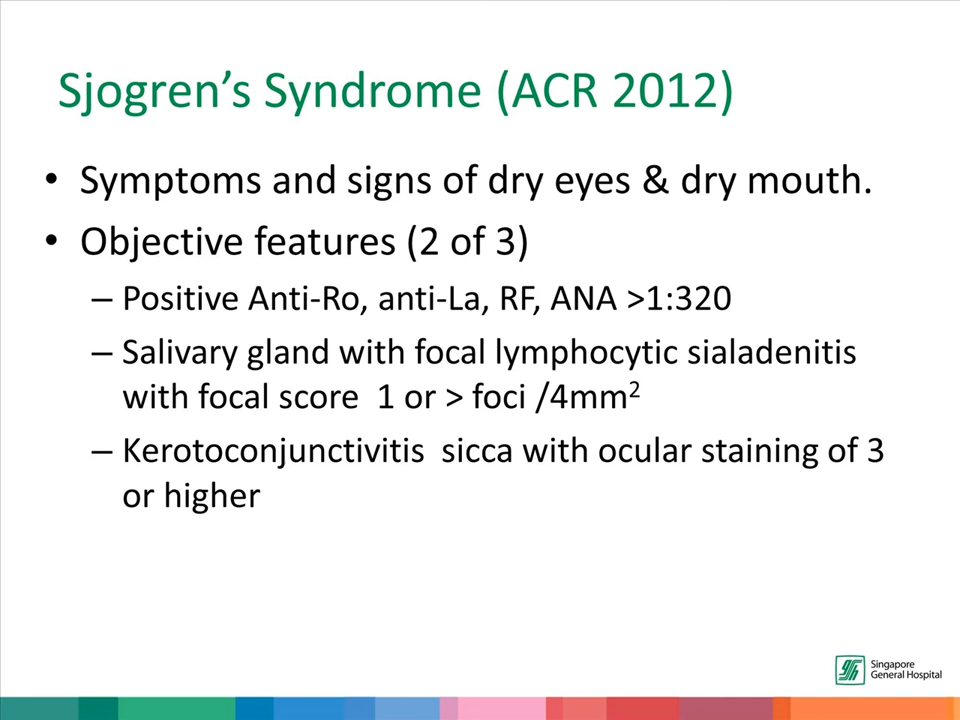 Sjogren’s Syndrome (ACR 2012)
• Symptoms and signs of dry eyes & dry mouth.
• Objective features (2 of 3)
– Positive Anti-Ro, anti-La, RF, ANA >1:320
– Salivary gland with focal lymphocytic sialadenitis
with focal score 1 or > foci /4mm²
– Kerotoconjunctivitis sicca with ocular staining of 3
or higher
Singapore
General Hospital